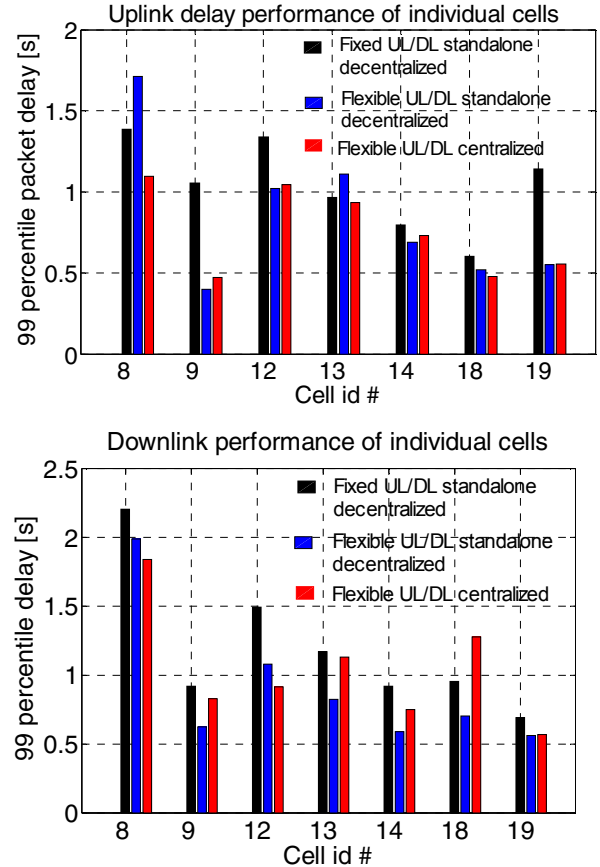 Uplink delay performance of individual cells
99 percentile packet delay [s]
2
1.5
1
0.5
0
Fixed UL/DL standalone
decentralized
Flexible UL/DL standalone
decentralized
Flexible UL/DL centralized
8 9 12 13 14 18 19
Cell id #
Downlink performance of individual cells
99 percentile delay [s]
2.5
2
1.5
1
0.5
0
Fixed UL/DL standalone
decentralized
Flexible UL/DL standalone
decentralized
Flexible UL/DL centralized
8 9 12 13 14 18 19
Cell id #